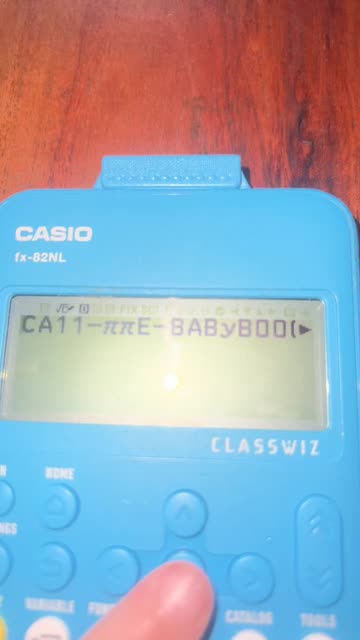 CASIO
fx-82NL
CA11-ππE-BAByBOO(▶
CLASSWIZ
HOME
VARIABLE
CATALOG
TOOLS